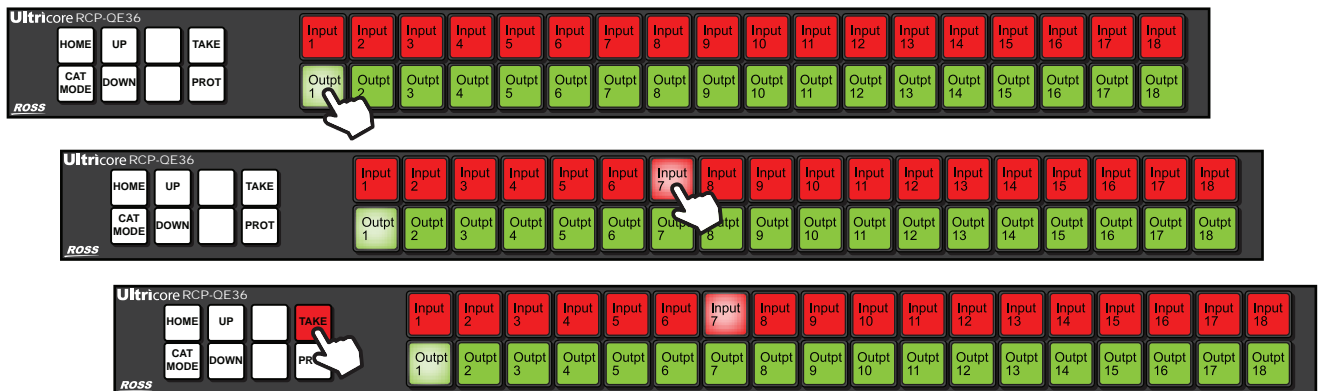 Ultricore RCP-QE36
HOME UP TAKE
CAT MODE DOWN PROT
ROSS
Input 1 Input 2 Input 3 Input 4 Input 5 Input 6 Input 7 Input 8 Input 9 Input 10 Input 11 Input 12 Input 13 Input 14 Input 15 Input 16 Input 17 Input 18
Outpt 1 Outpt 2 Outpt 3 Outpt 4 Outpt 5 Outpt 6 Outpt 7 Outpt 8 Outpt 9 Outpt 10 Outpt 11 Outpt 12 Outpt 13 Outpt 14 Outpt 15 Outpt 16 Outpt 17 Outpt 18
Ultricore RCP-QE36
HOME UP TAKE
CAT MODE DOWN PROT
ROSS
Input 1 Input 2 Input 3 Input 4 Input 5 Input 6 Input 7 Input 8 Input 9 Input 10 Input 11 Input 12 Input 13 Input 14 Input 15 Input 16 Input 17 Input 18
Outpt 1 Outpt 2 Outpt 3 Outpt 4 Outpt 5 Outpt 6 Outpt 7 Outpt 8 Outpt 9 Outpt 10 Outpt 11 Outpt 12 Outpt 13 Outpt 14 Outpt 15 Outpt 16 Outpt 17 Outpt 18
Ultricore RCP-QE36
HOME UP TAKE
CAT MODE DOWN
ROSS
Input 1 Input 2 Input 3 Input 4 Input 5 Input 6 Input 7 Input 8 Input 9 Input 10 Input 11 Input 12 Input 13 Input 14 Input 15 Input 16 Input 17 Input 18
Outpt 1 Outpt 2 Outpt 3 Outpt 4 Outpt 5 Outpt 6 Outpt 7 Outpt 8 Outpt 9 Outpt 10 Outpt 11 Outpt 12 Outpt 13 Outpt 14 Outpt 15 Outpt 16 Outpt 17 Outpt 18